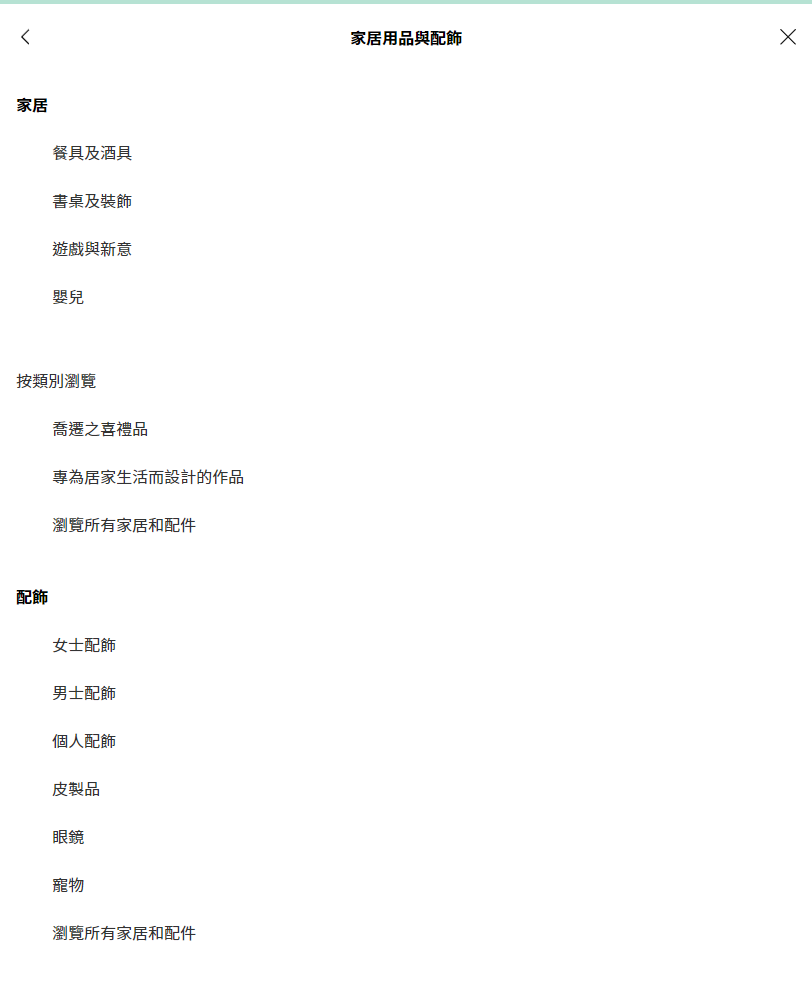 家居用品與配飾
家居
餐具及酒具
書桌及裝飾
遊戲與新意
嬰兒
按類別瀏覽
喬遷之喜禮品
專為居家生活而設計的作品
瀏覽所有家居和配件
配飾
女士配飾
男士配飾
個人配飾
皮製品
眼鏡
寵物
瀏覽所有家居和配件